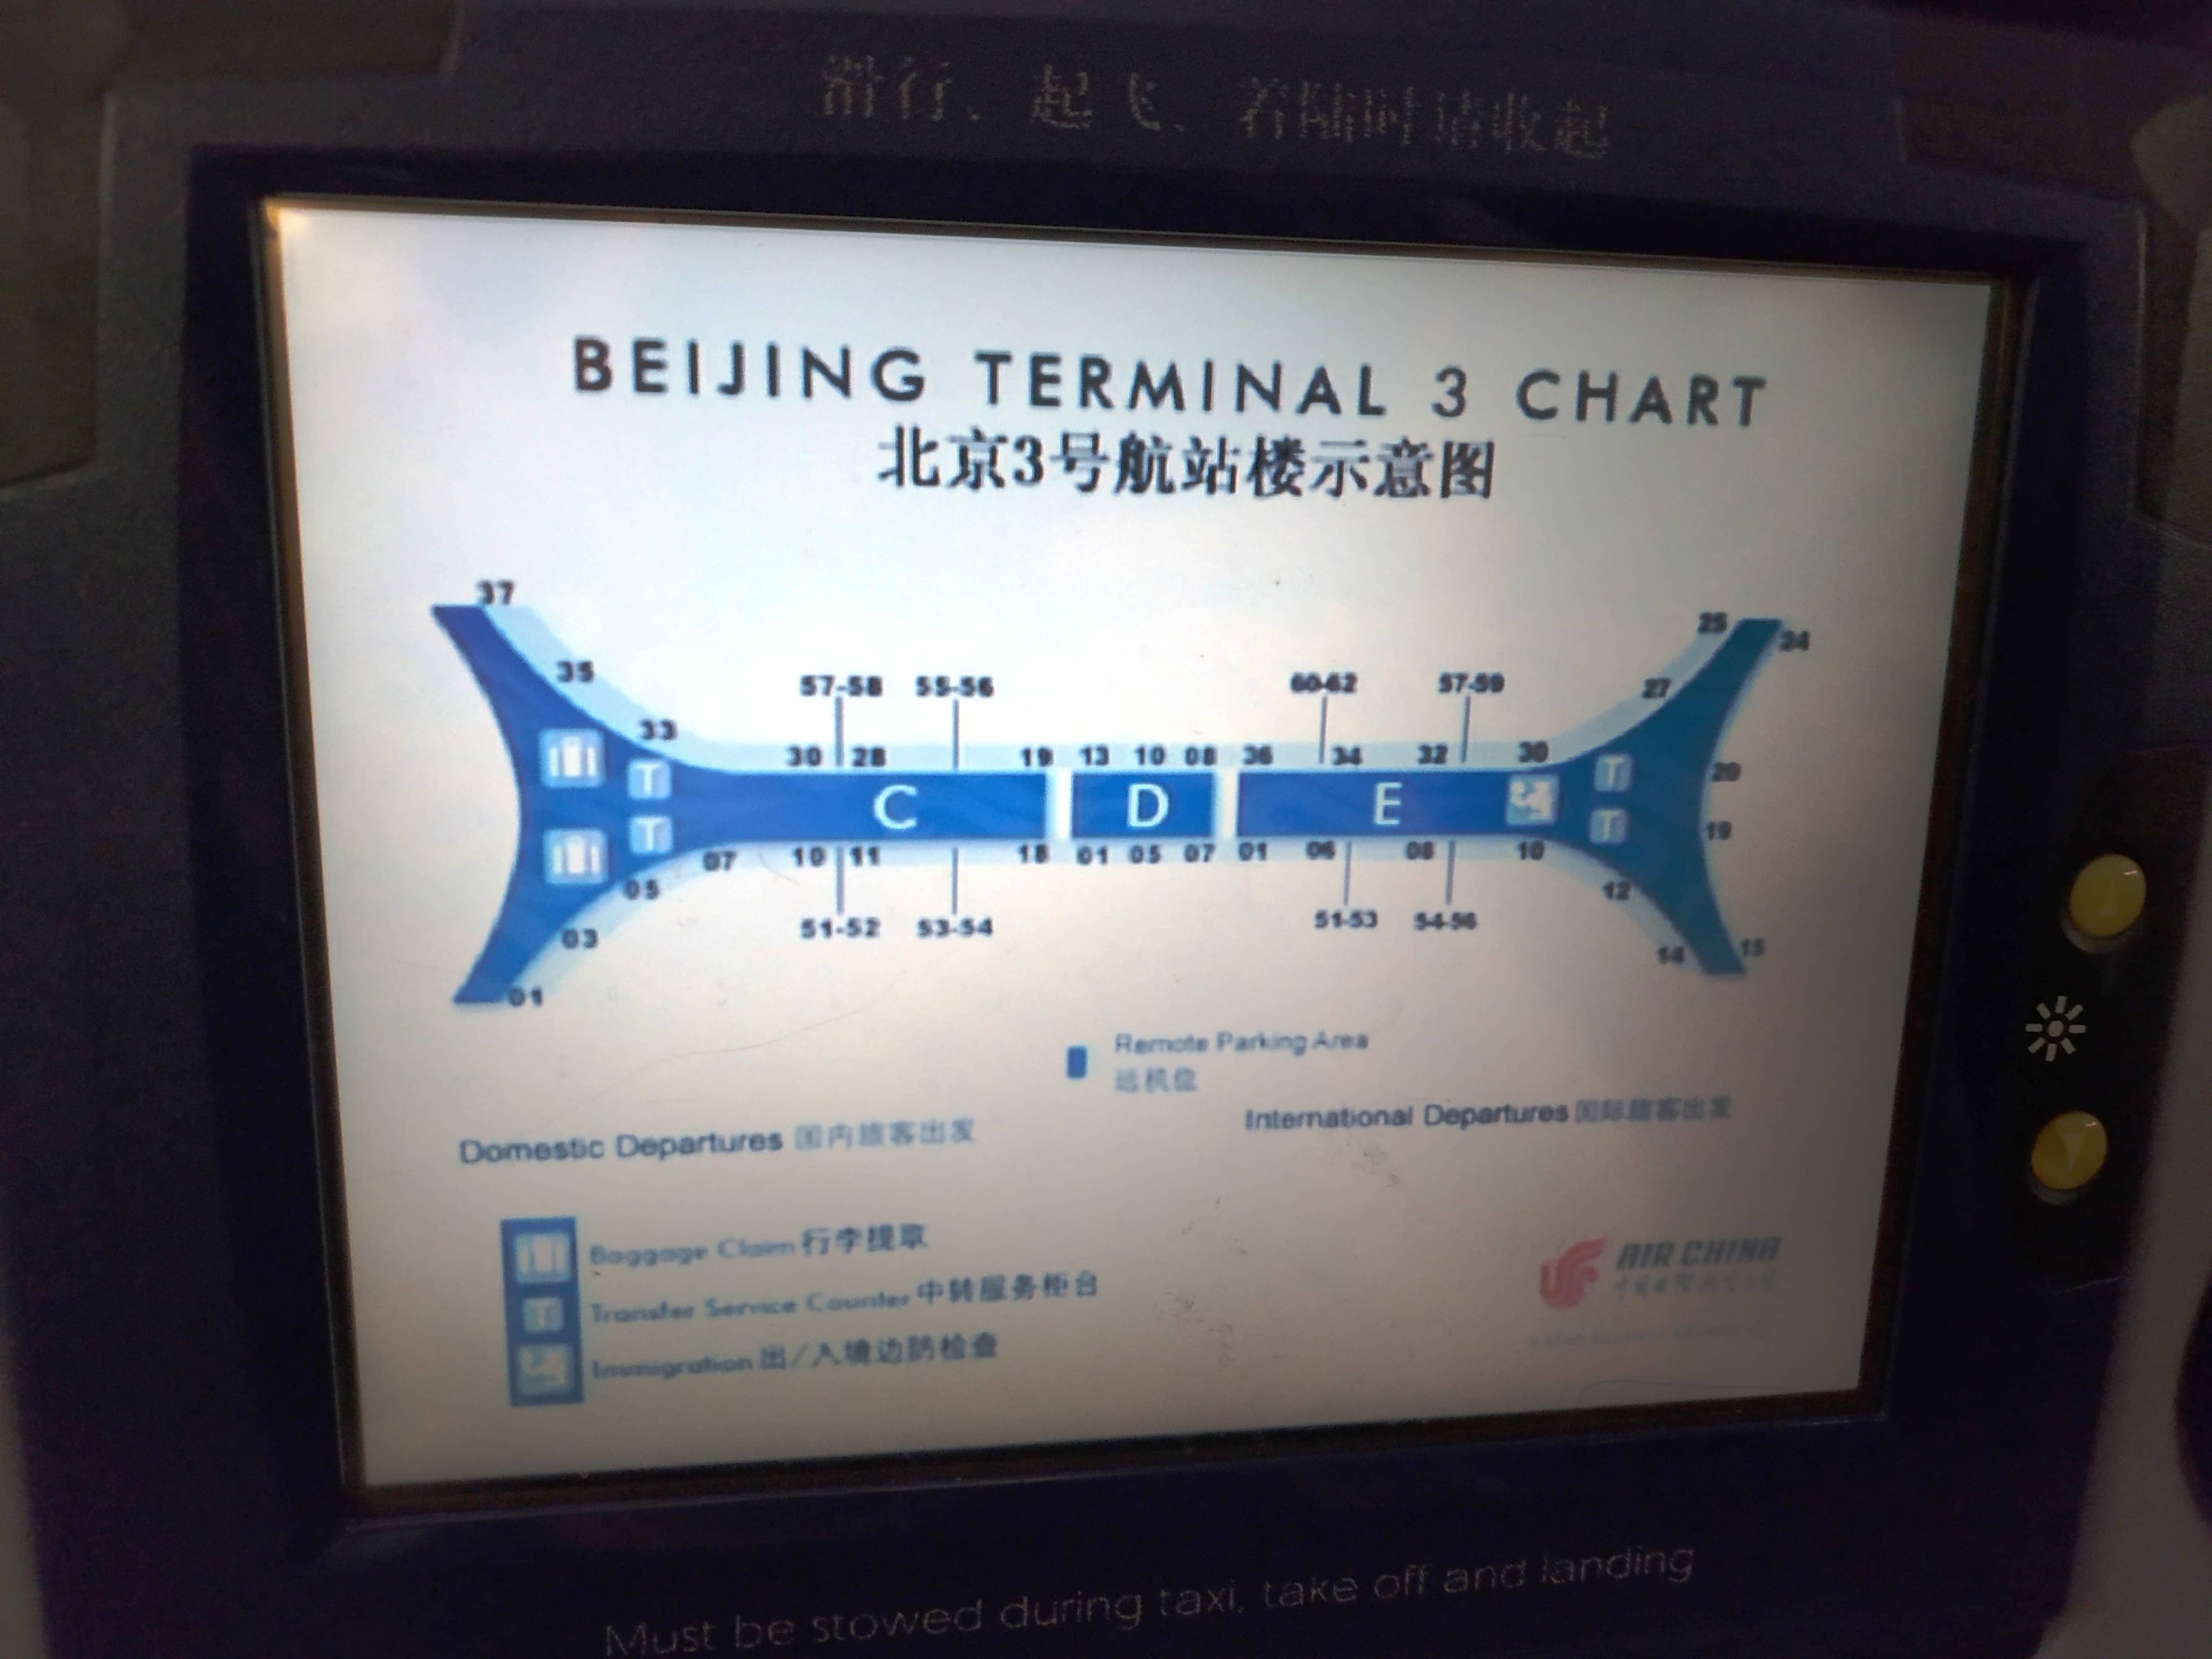 滑行、起飞、着陆时请收起
BEIJING TERMINAL 3 CHART
北京3号航站楼示意图
37
25
24
35
57-58 55-56 60-62 57-59
27
33
30 28 19 13 10 08 36 34 32 30
T T 20
C D E
T T 19
07 10 11 18 01 05 07 01 06 08 10
05 12
51-52 53-54 51-53 54-56
03 14 15
01
Remote Parking Area
远机位
International Departures 国际旅客出发
Domestic Departures 国内旅客出发
Baggage Claim 行李提取
AIR CHINA
T Transfer Service Counter 中转服务柜台
Immigration 出/入境边防检查
Must be stowed during taxi, take off and landing